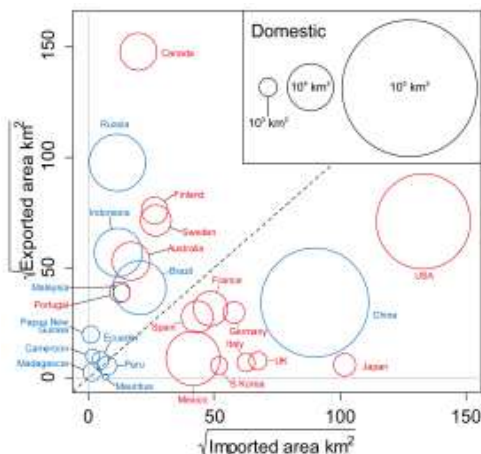 150
100
50
0
√Exported area km²
Domestic
10³ km²
10⁵ km²
10⁶ km²
Canada
Russia
Finland
Sweden
Indonesia
Australia
Brazil
Malaysia
Portugal
Papua New
Guinea
Ecuador
Cameroon
Madagascar
Peru
Mauritius
France
Spain
Germany
Italy
UK
S Korea
Mexico
USA
China
Japan
0 50 100 150
√Imported area km²